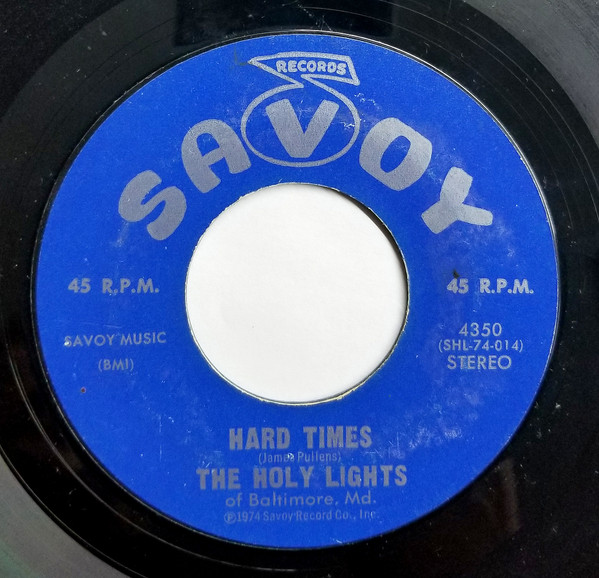 RECORDS
SAVOY
45 R.P.M.
45 R.P.M.
SAVOY MUSIC
(BMI)
4350
(SHL-74-014)
STEREO
HARD TIMES
(James Pullens)
THE HOLY LIGHTS
of Baltimore, Md.
℗1974 Savoy Record Co., Inc.